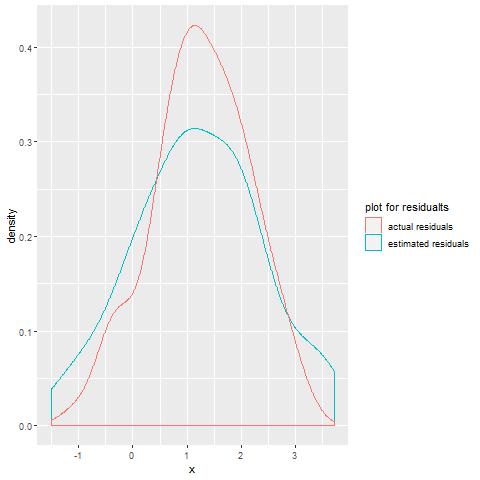 0.4
0.3
0.2
0.1
0.0
density
-1
0
1
2
3
x
plot for residualts
actual residuals
estimated residuals